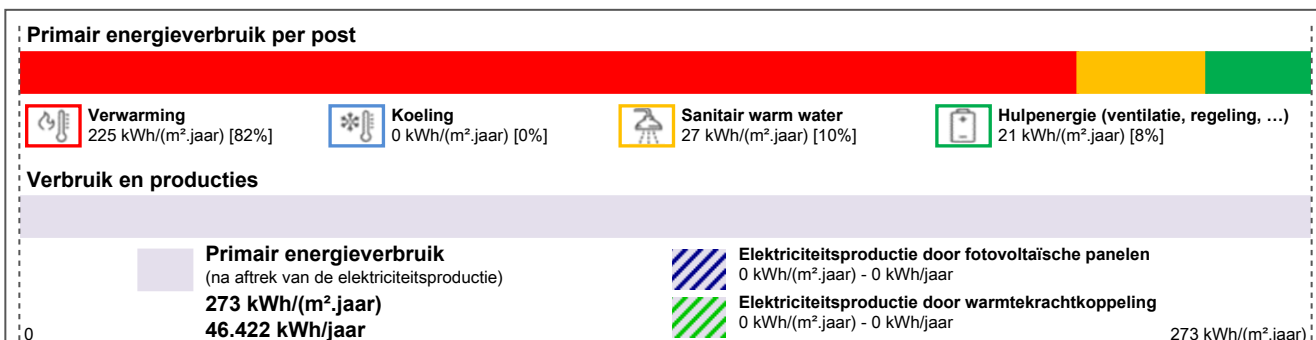 Primair energieverbruik per post
Verwarming
225 kWh/(m².jaar) [82%]
Koeling
0 kWh/(m².jaar) [0%]
Sanitair warm water
27 kWh/(m².jaar) [10%]
Hulpenergie (ventilatie, regeling, …)
21 kWh/(m².jaar) [8%]
Verbruik en producties
Primair energieverbruik
(na aftrek van de elektriciteitsproductie)
273 kWh/(m².jaar)
46.422 kWh/jaar
Elektriciteitsproductie door fotovoltaïsche panelen
0 kWh/(m².jaar) - 0 kWh/jaar
Elektriciteitsproductie door warmtekrachtkoppeling
0 kWh/(m².jaar) - 0 kWh/jaar
0
273 kWh/(m².jaar)